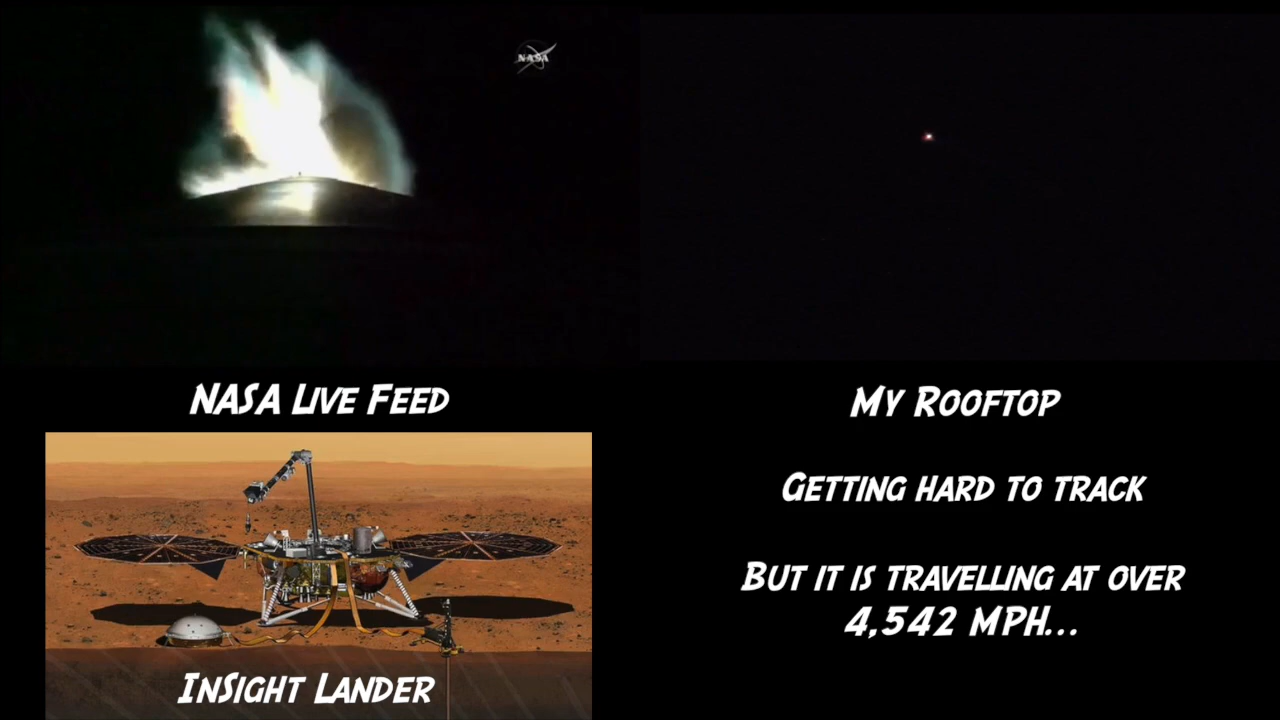 NASA
NASA Live Feed
My Rooftop
Getting hard to track
But it is travelling at over
4,542 mph...
InSight Lander